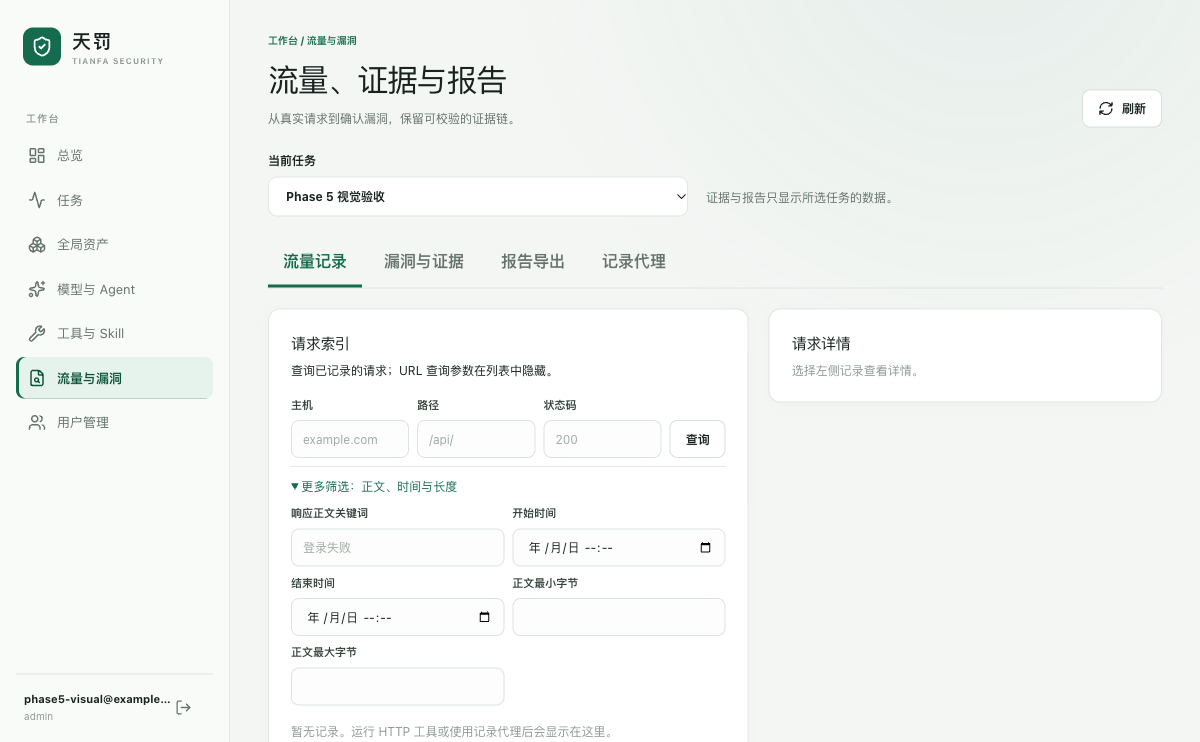 天罚
TIANFA SECURITY
工作台
总览
任务
全局资产
模型与 Agent
工具与 Skill
流量与漏洞
用户管理
phase5-visual@example...
admin
工作台 / 流量与漏洞
流量、证据与报告
从真实请求到确认漏洞，保留可校验的证据链。
刷新
当前任务
Phase 5 视觉验收
证据与报告只显示所选任务的数据。
流量记录 漏洞与证据 报告导出 记录代理
请求索引
查询已记录的请求；URL 查询参数在列表中隐藏。
主机 路径 状态码
example.com /api/ 200 查询
▼更多筛选：正文、时间与长度
响应正文关键词 开始时间
登录失败 年 /月/日 --:--
结束时间 正文最小字节
年 /月/日 --:--
正文最大字节
暂无记录。运行 HTTP 工具或使用记录代理后会显示在这里。
请求详情
选择左侧记录查看详情。